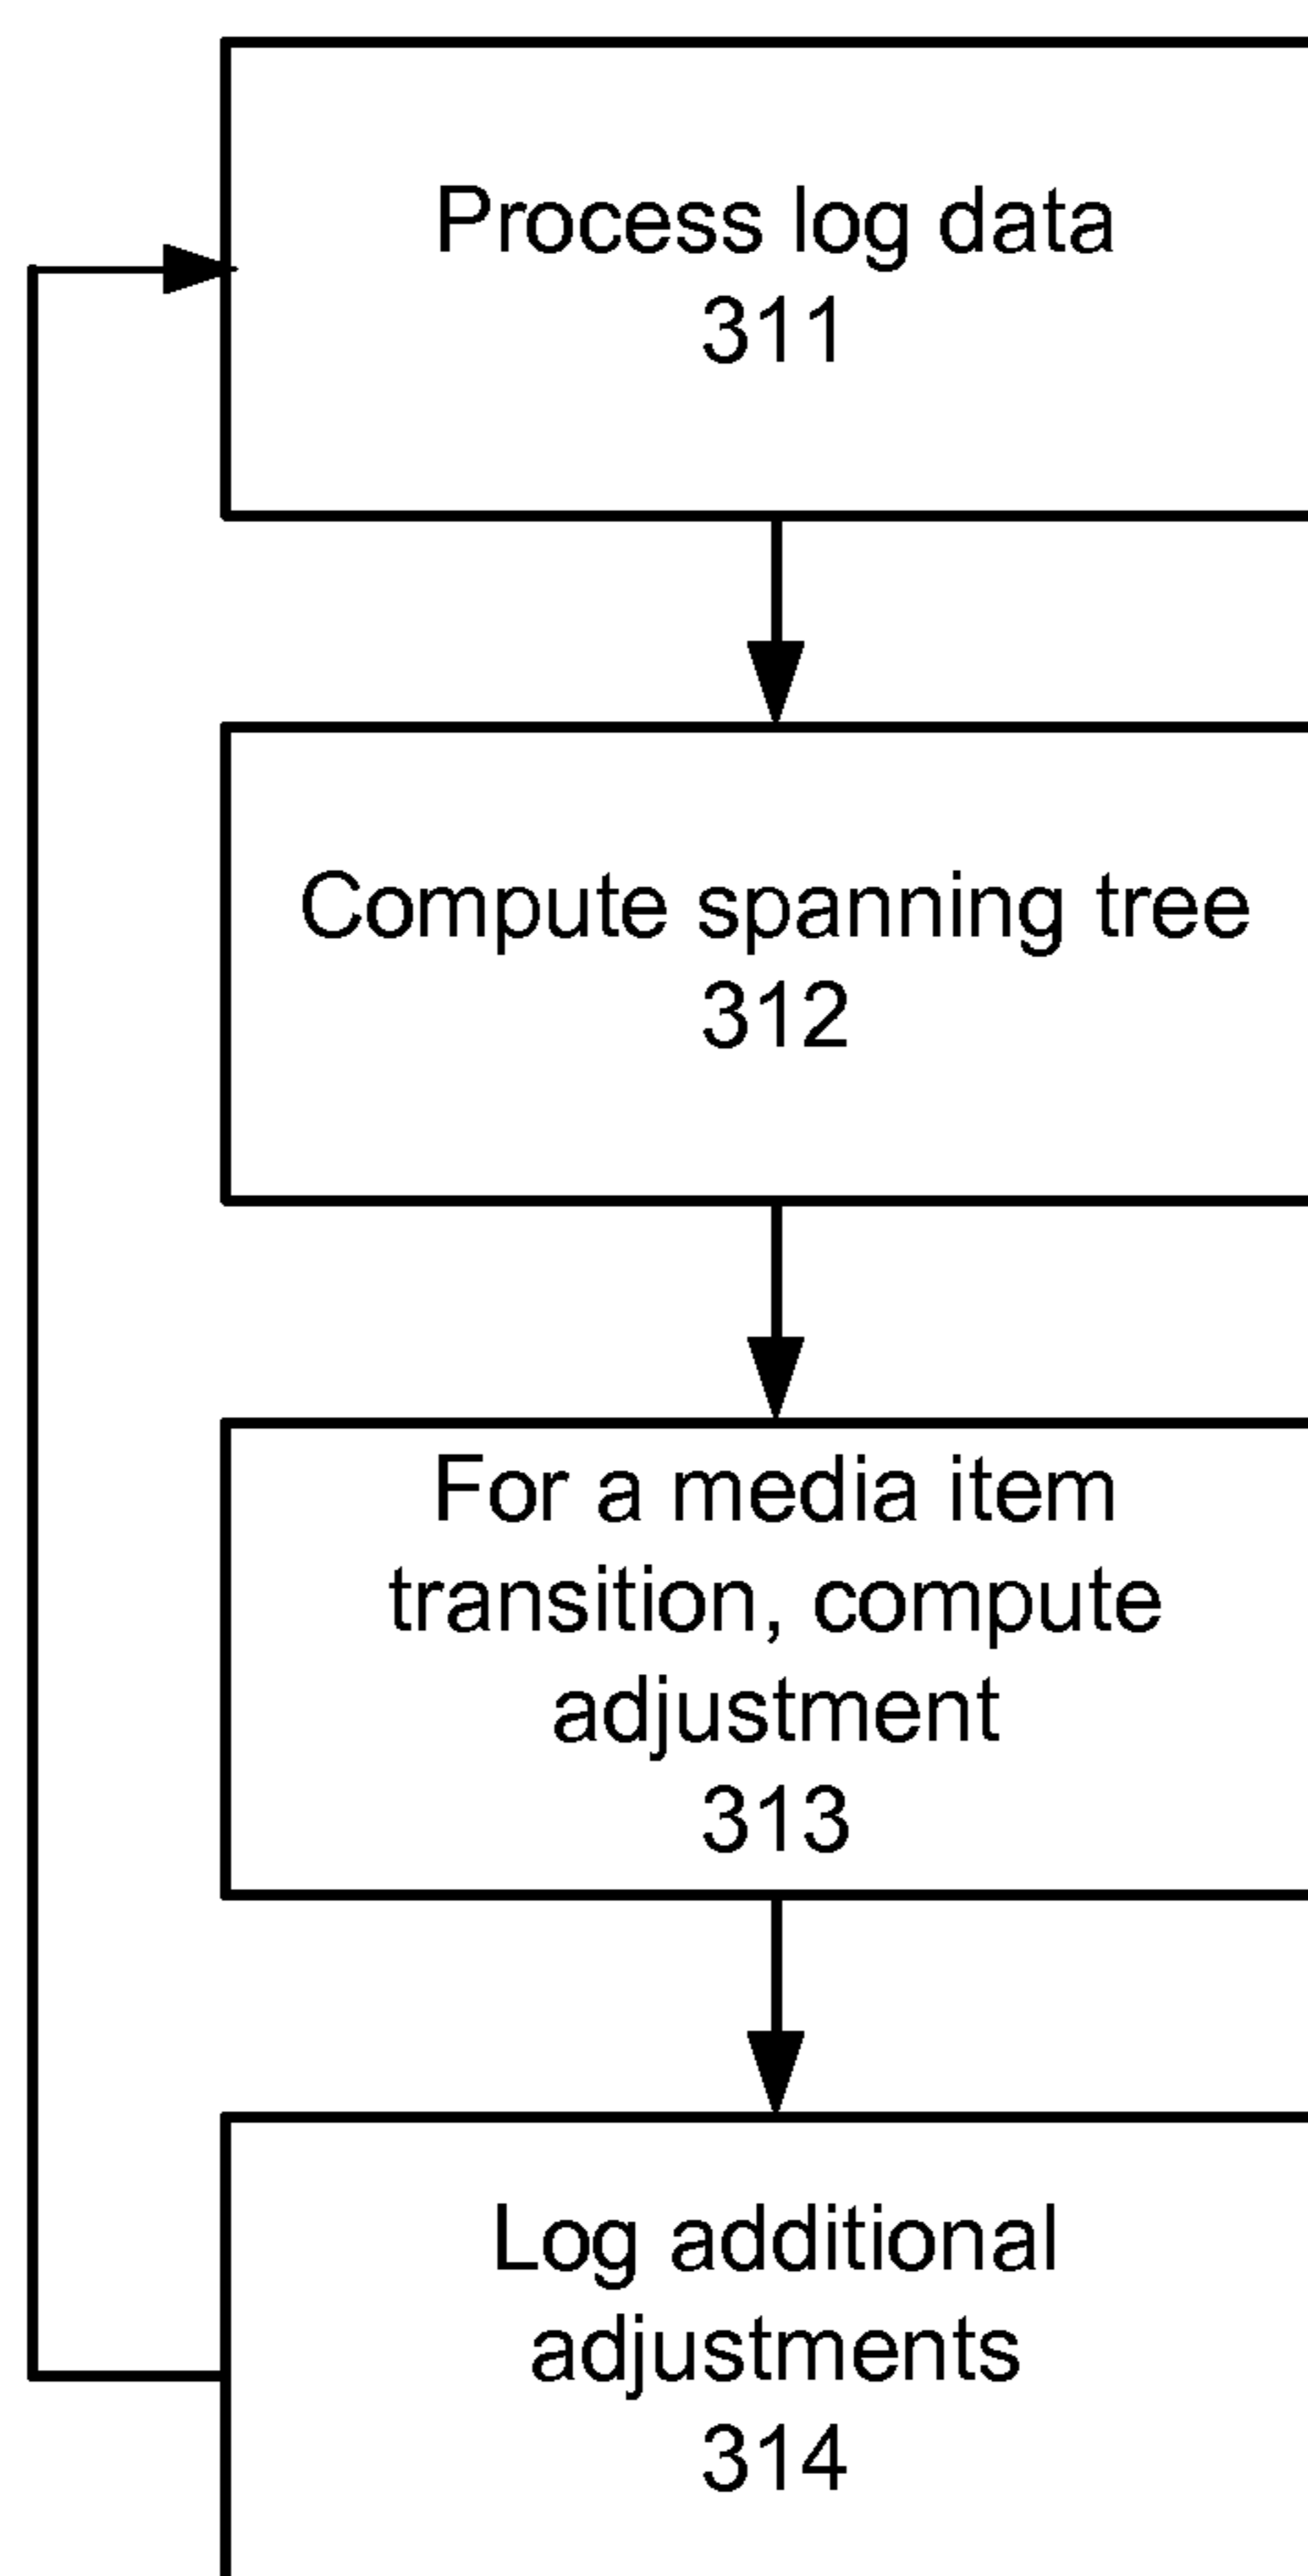 Process log data
311
Compute spanning tree
312
For a media item
transition, compute
adjustment
313
Log additional
adjustments
314